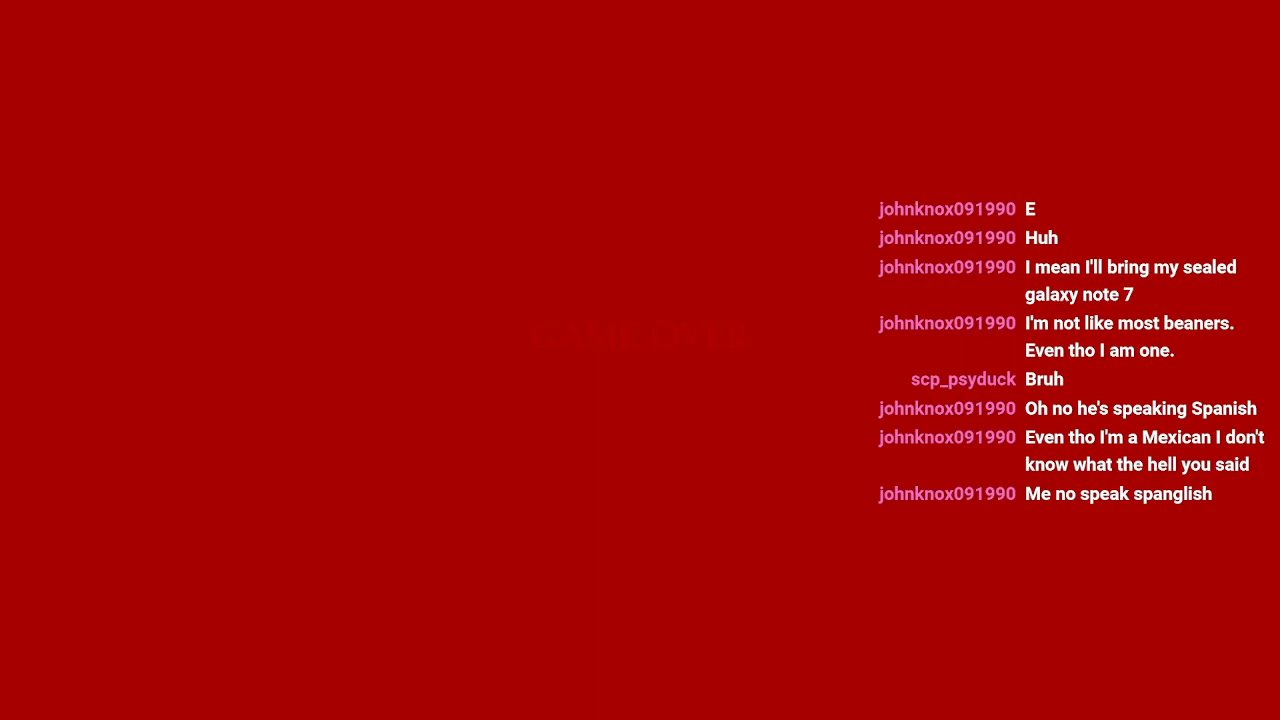 johnknox091990 E
johnknox091990 Huh
johnknox091990 I mean I'll bring my sealed
galaxy note 7
GAME OVER
johnknox091990 I'm not like most beaners.
Even tho I am one.
scp_psyduck Bruh
johnknox091990 Oh no he's speaking Spanish
johnknox091990 Even tho I'm a Mexican I don't
know what the hell you said
johnknox091990 Me no speak spanglish